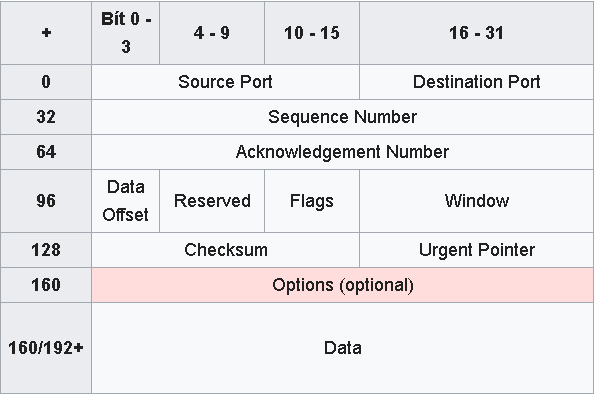 + Bít 0 - 3 4 - 9 10 - 15 16 - 31
0 Source Port Destination Port
32 Sequence Number
64 Acknowledgement Number
96 Data Offset Reserved Flags Window
128 Checksum Urgent Pointer
160 Options (optional)
160/192+ Data